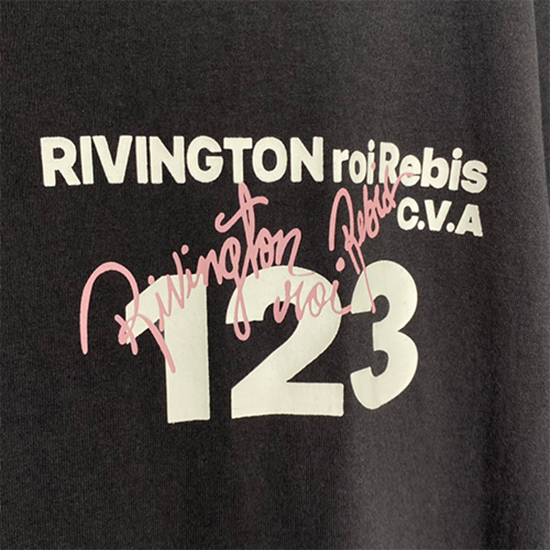 RIVINGTON roi Rebis
C.V.A
Rivington
roi Rebis
123